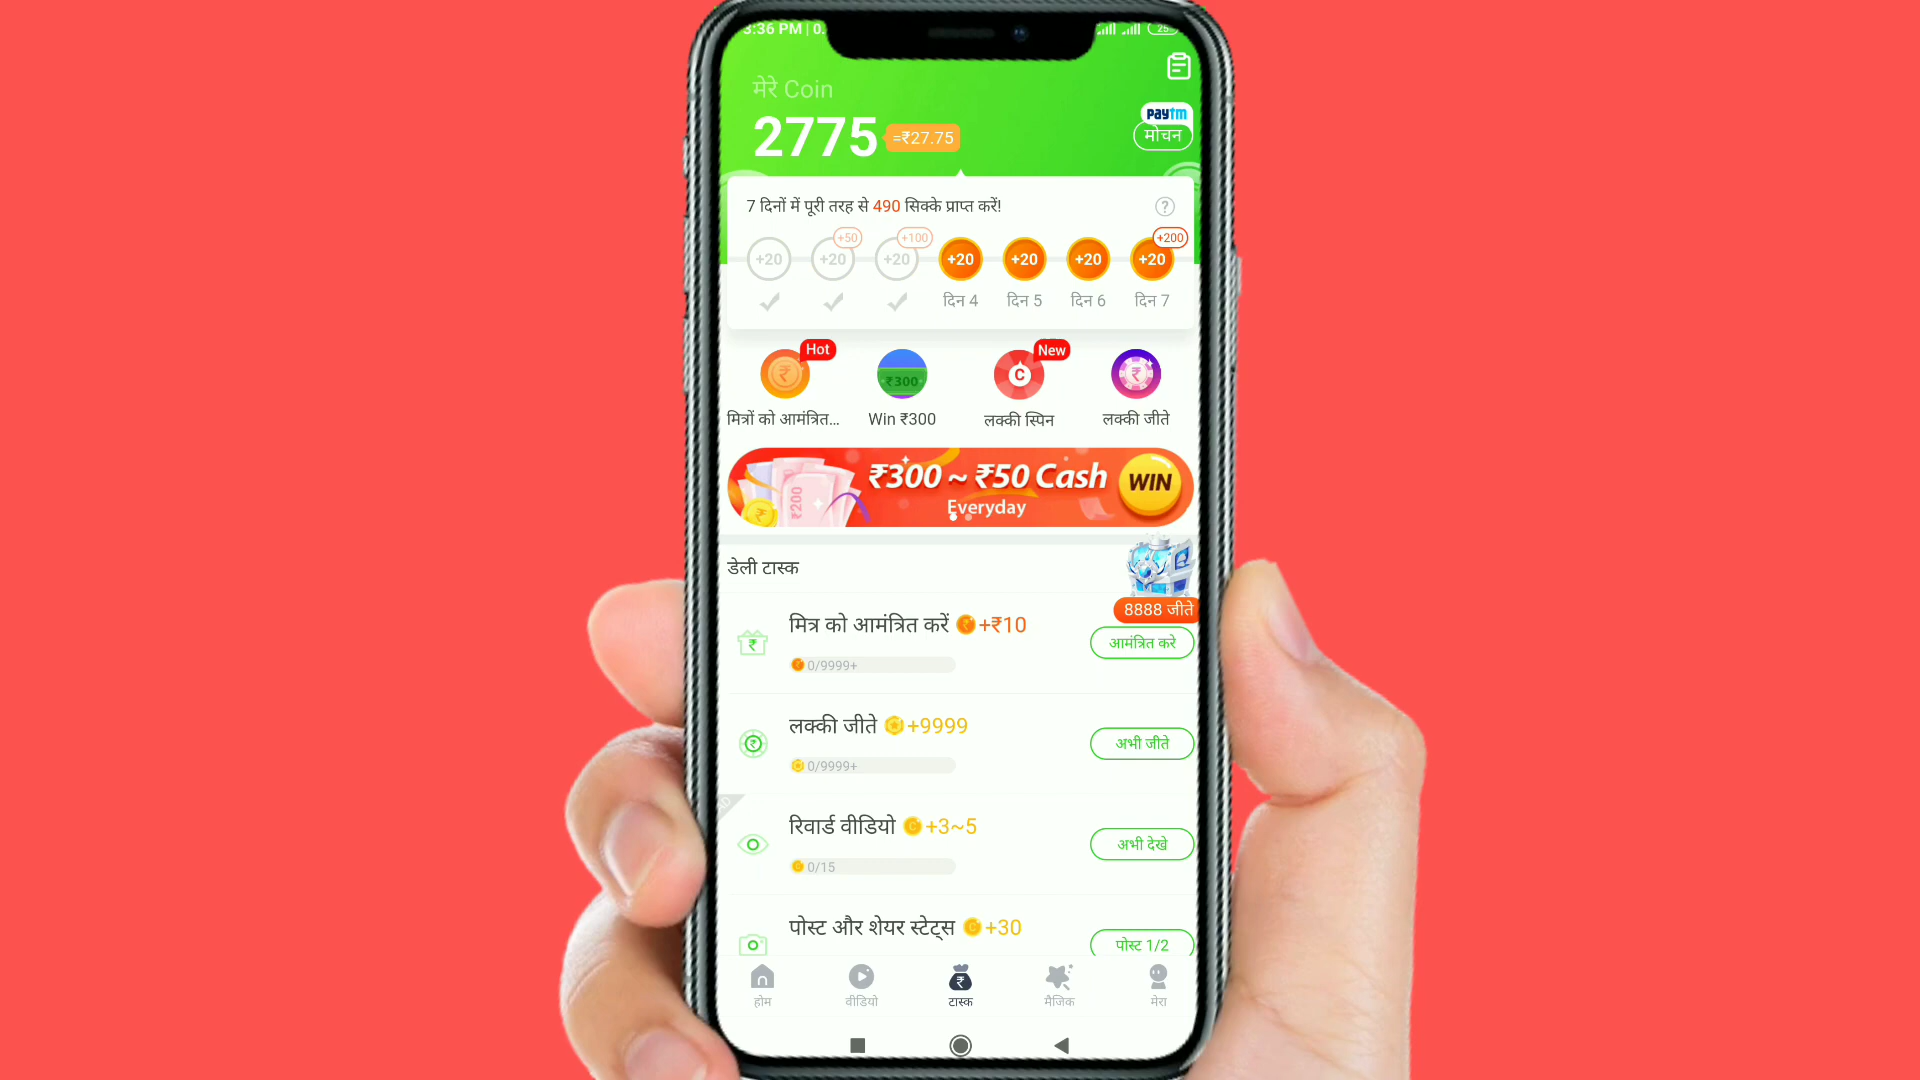 3:36 PM | 0.
25
मेरे Coin
2775 =₹27.75
paytm
मोचन
7 दिनों में पूरी तरह से 490 सिक्के प्राप्त करें! ?
+50 +100 +200
+20 +20 +20 +20 +20 +20 +20
दिन 4 दिन 5 दिन 6 दिन 7
Hot New
₹ ₹300 C ₹
मित्रों को आमंत्रित... Win ₹300 लक्की स्पिन लक्की जीते
₹300 ~ ₹50 Cash WIN
₹200
Everyday
डेली टास्क
8888 जीते
मित्र को आमंत्रित करें +₹10
आमंत्रित करे
0/9999+
लक्की जीते +9999
अभी जीते
0/9999+
रिवार्ड वीडियो +3~5
अभी देखे
0/15
पोस्ट और शेयर स्टेट्स +30
पोस्ट 1/2
होम वीडियो टास्क मैजिक मेरा